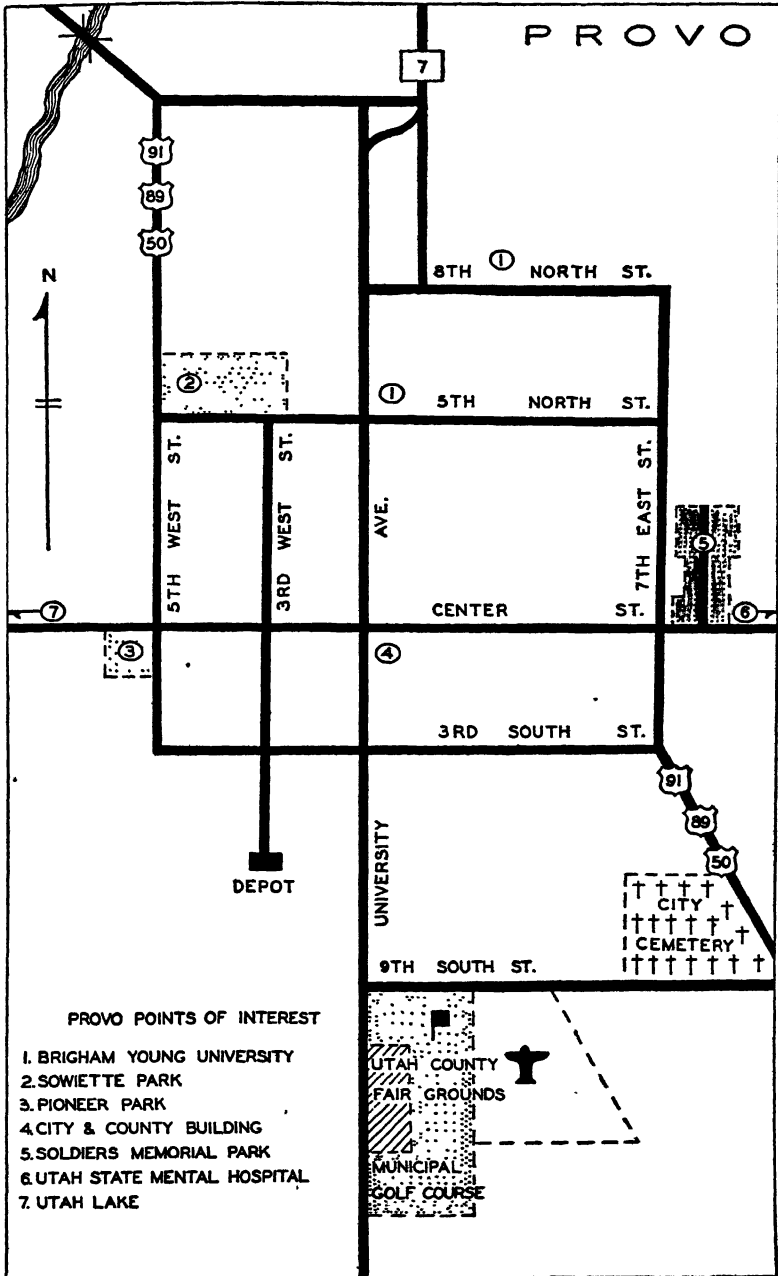 PROVO
7
91
89
50
N
8TH 1 NORTH ST.
2
1
5TH NORTH ST.
5TH WEST ST.
3RD WEST ST.
AVE.
7TH EAST ST.
5
7
CENTER ST.
6
3
4
3RD SOUTH ST.
91
89
50
DEPOT
UNIVERSITY
CITY
CEMETERY
9TH SOUTH ST.
UTAH COUNTY
FAIR GROUNDS
MUNICIPAL
GOLF COURSE
PROVO POINTS OF INTEREST
1. BRIGHAM YOUNG UNIVERSITY
2. SOWIETTE PARK
3. PIONEER PARK
4. CITY & COUNTY BUILDING
5. SOLDIERS MEMORIAL PARK
6. UTAH STATE MENTAL HOSPITAL
7. UTAH LAKE